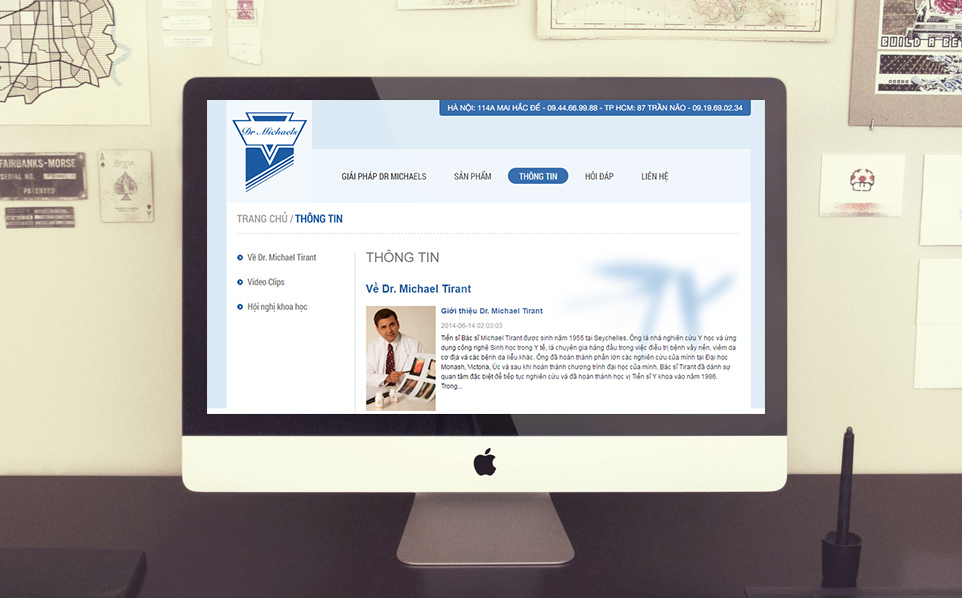 BUILD A BE
FAIRBANKS-MORSE
SERIAL NO.
PATENTED
A
A
HÀ NỘI: 114A MAI HẮC ĐẾ - 09.44.66.99.88 - TP HCM: 87 TRẦN NÃO - 09.19.69.02.34
Dr Michaels
GIẢI PHÁP DR MICHAELS
SẢN PHẨM
THÔNG TIN
HỎI ĐÁP
LIÊN HỆ
TRANG CHỦ / THÔNG TIN
Về Dr. Michael Tirant
Video Clips
Hội nghị khoa học
THÔNG TIN
Về Dr. Michael Tirant
Giới thiệu Dr. Michael Tirant
2014-06-14 02:03:03
Tiến sĩ Bác sĩ Michael Tirant được sinh năm 1955 tại Seychelles. Ông là nhà nghiên cứu Y học và ứng
dụng công nghệ Sinh học trong Y tế, là chuyên gia hàng đầu trong việc điều trị bệnh vảy nến, viêm da
cơ địa và các bệnh da liễu khác. Ông đã hoàn thành phần lớn các nghiên cứu của mình tại Đại học
Monash, Victoria, Úc và sau khi hoàn thành chương trình đại học của mình, Bác sĩ Tirant đã dành sự
quan tâm đặc biệt để tiếp tục nghiên cứu và đã hoàn thành học vị Tiến sĩ Y khoa vào năm 1986.
Trong...